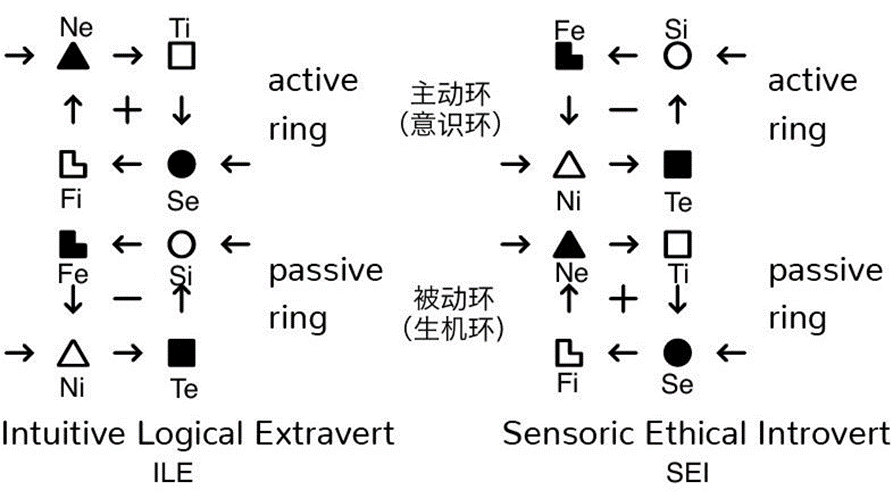 Ne Ti
active
ring
Fi Se
Fe Si
passive
ring
Ni Te
Intuitive Logical Extravert
ILE
主动环
（意识环）
被动环
（生机环）
Fe Si
active
ring
Ni Te
Ne Ti
passive
ring
Fi Se
Sensoric Ethical Introvert
SEI